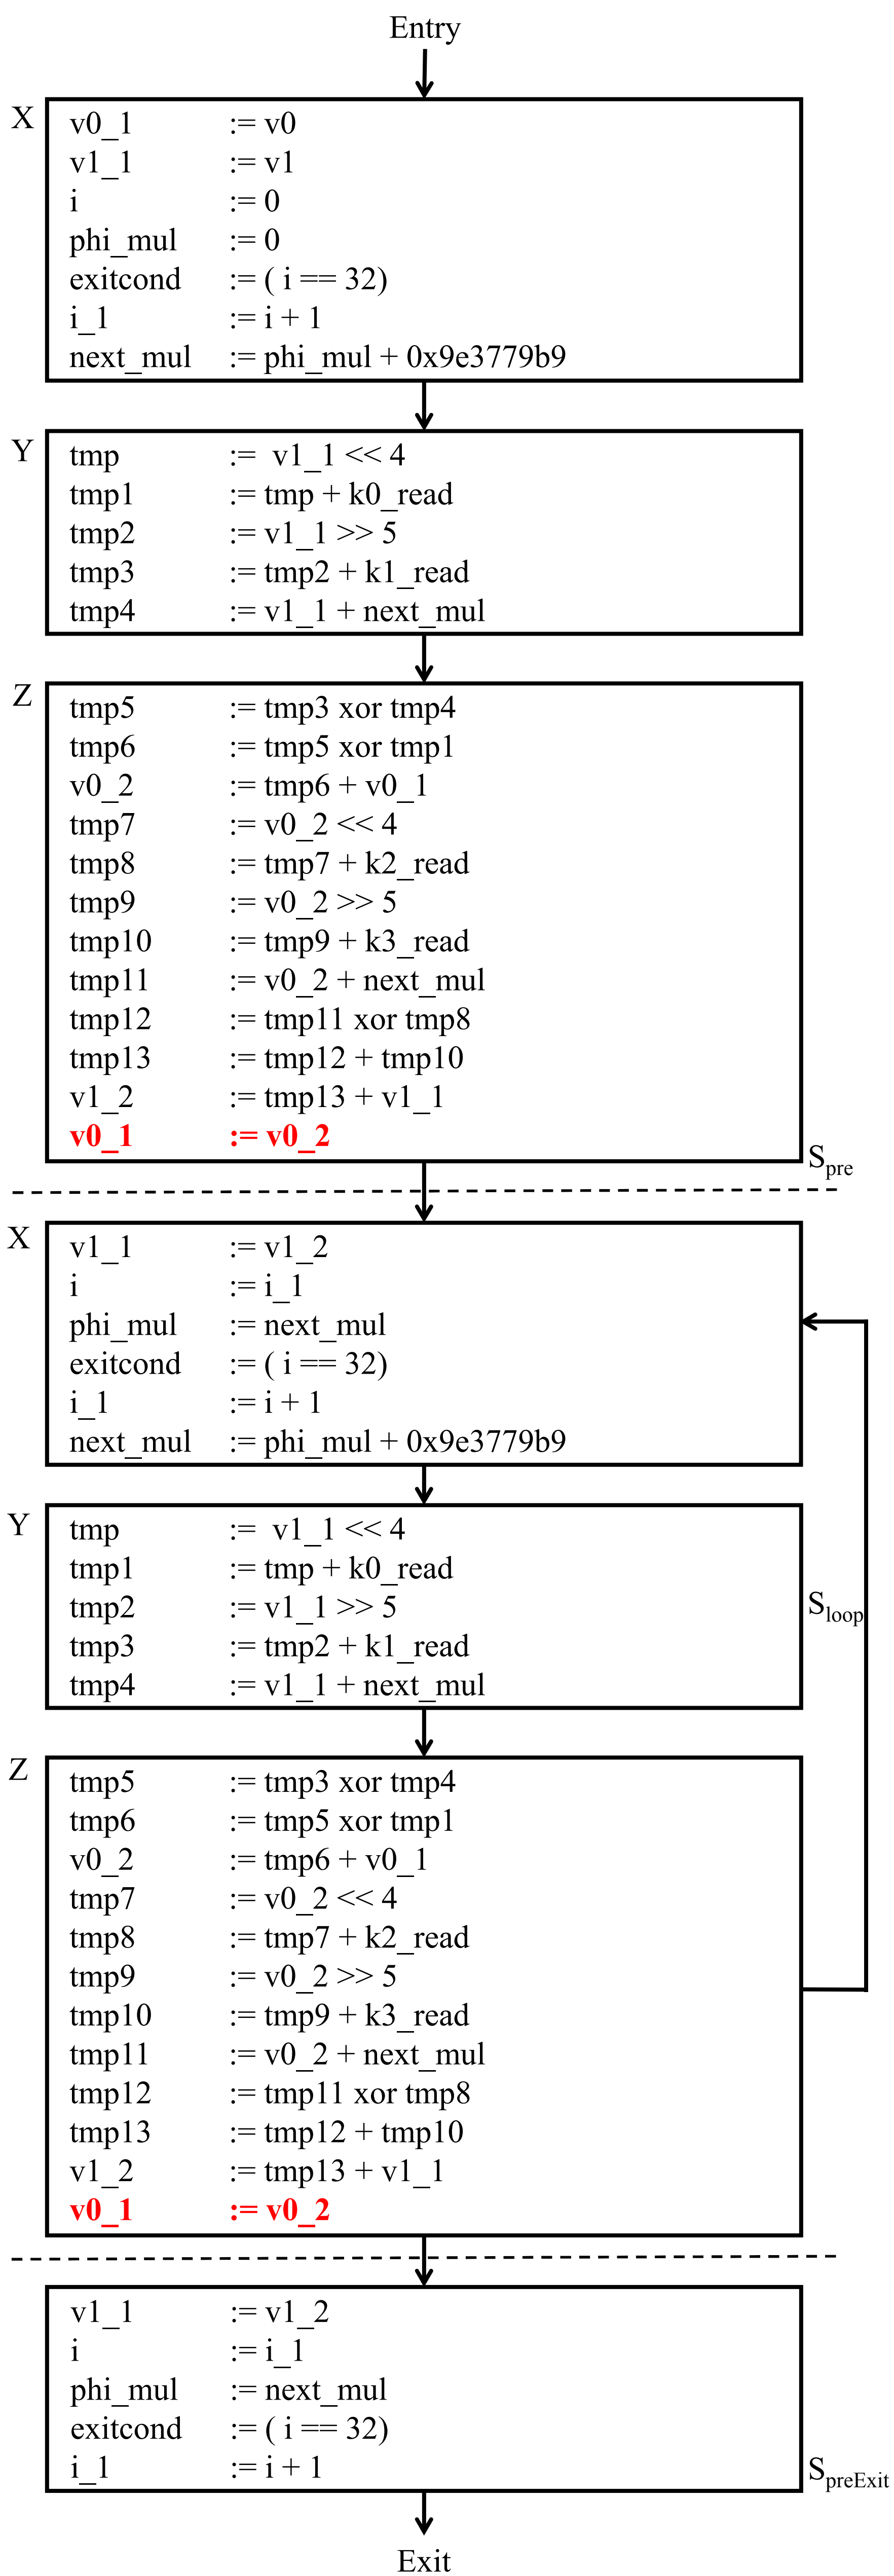 Entry
X
v0_1 := v0
v1_1 := v1
i := 0
phi_mul := 0
exitcond := ( i == 32)
i_1 := i + 1
next_mul := phi_mul + 0x9e3779b9
Y
tmp := v1_1 << 4
tmp1 := tmp + k0_read
tmp2 := v1_1 >> 5
tmp3 := tmp2 + k1_read
tmp4 := v1_1 + next_mul
Z
tmp5 := tmp3 xor tmp4
tmp6 := tmp5 xor tmp1
v0_2 := tmp6 + v0_1
tmp7 := v0_2 << 4
tmp8 := tmp7 + k2_read
tmp9 := v0_2 >> 5
tmp10 := tmp9 + k3_read
tmp11 := v0_2 + next_mul
tmp12 := tmp11 xor tmp8
tmp13 := tmp12 + tmp10
v1_2 := tmp13 + v1_1
v0_1 := v0_2
Spre
X
v1_1 := v1_2
i := i_1
phi_mul := next_mul
exitcond := ( i == 32)
i_1 := i + 1
next_mul := phi_mul + 0x9e3779b9
Y
tmp := v1_1 << 4
tmp1 := tmp + k0_read
tmp2 := v1_1 >> 5
tmp3 := tmp2 + k1_read
tmp4 := v1_1 + next_mul
Sloop
Z
tmp5 := tmp3 xor tmp4
tmp6 := tmp5 xor tmp1
v0_2 := tmp6 + v0_1
tmp7 := v0_2 << 4
tmp8 := tmp7 + k2_read
tmp9 := v0_2 >> 5
tmp10 := tmp9 + k3_read
tmp11 := v0_2 + next_mul
tmp12 := tmp11 xor tmp8
tmp13 := tmp12 + tmp10
v1_2 := tmp13 + v1_1
v0_1 := v0_2
v1_1 := v1_2
i := i_1
phi_mul := next_mul
exitcond := ( i == 32)
i_1 := i + 1
SpreExit
Exit